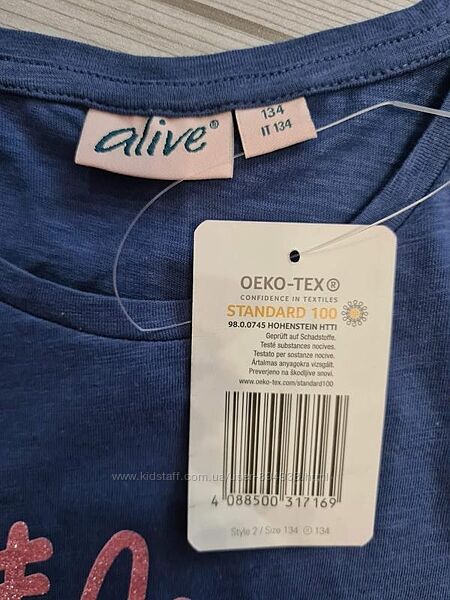 alive®
134
IT 134
OEKO-TEX®
CONFIDENCE IN TEXTILES
STANDARD 100
98.0.0745 HOHENSTEIN HTTI
Geprüft auf Schadstoffe.
Testé substances nocives.
Testato per sostanze nocive.
Ártalmas anyagokra vizsgált.
Preverjeno na škodljive snovi.
www.oeko-tex.com/standard100
4 088500 317169
Style 2 / Size 134 IT 134